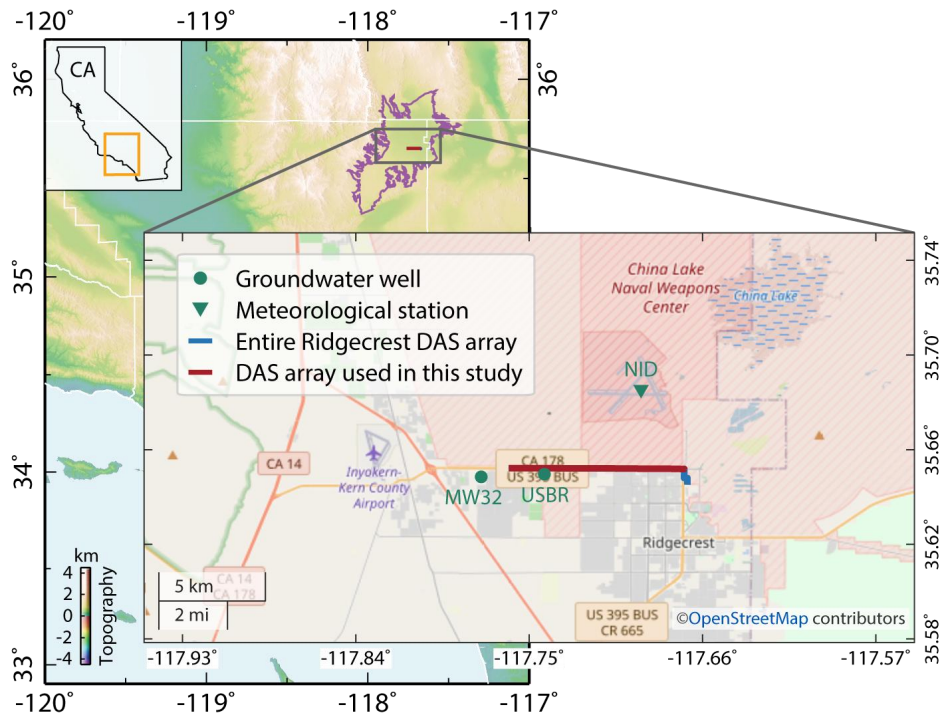 -120° -119° -118° -117°
36° 36°
CA
35°
34°
33°
Groundwater well
Meteorological station
Entire Ridgecrest DAS array
DAS array used in this study
China Lake
Naval Weapons
Center
China Lake
NID
35.74°
35.70°
35.66°
35.62°
35.58°
CA 14
Inyokern-
Kern County
Airport
CA 178
US 395 BUS
MW32
USBR
Ridgecrest
CA 14
CA 178
5 km
2 mi
US 395 BUS
CR 665
©OpenStreetMap contributors
km
4
2
0
-2
-4
Topography
-117.93° -117.84° -117.75° -117.66° -117.57°
-120° -119° -118° -117°